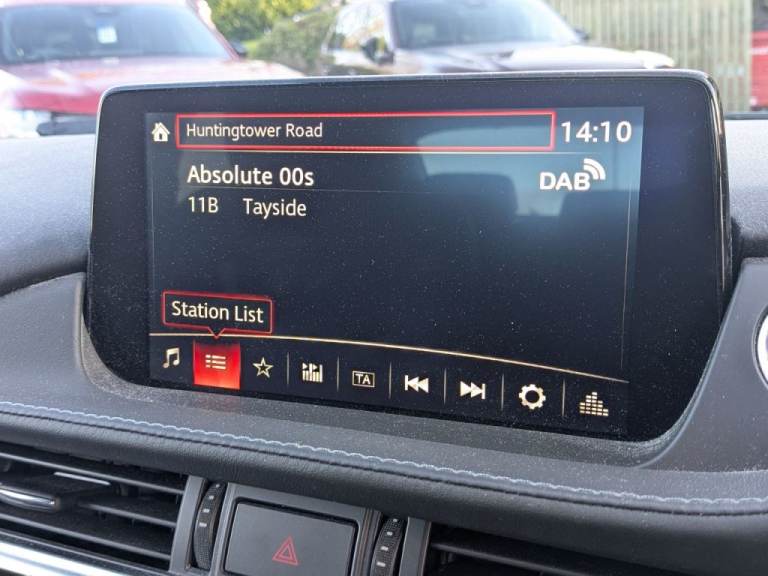 Huntingtower Road 14:10
Absolute 00s DAB
11B Tayside
Station List
TA